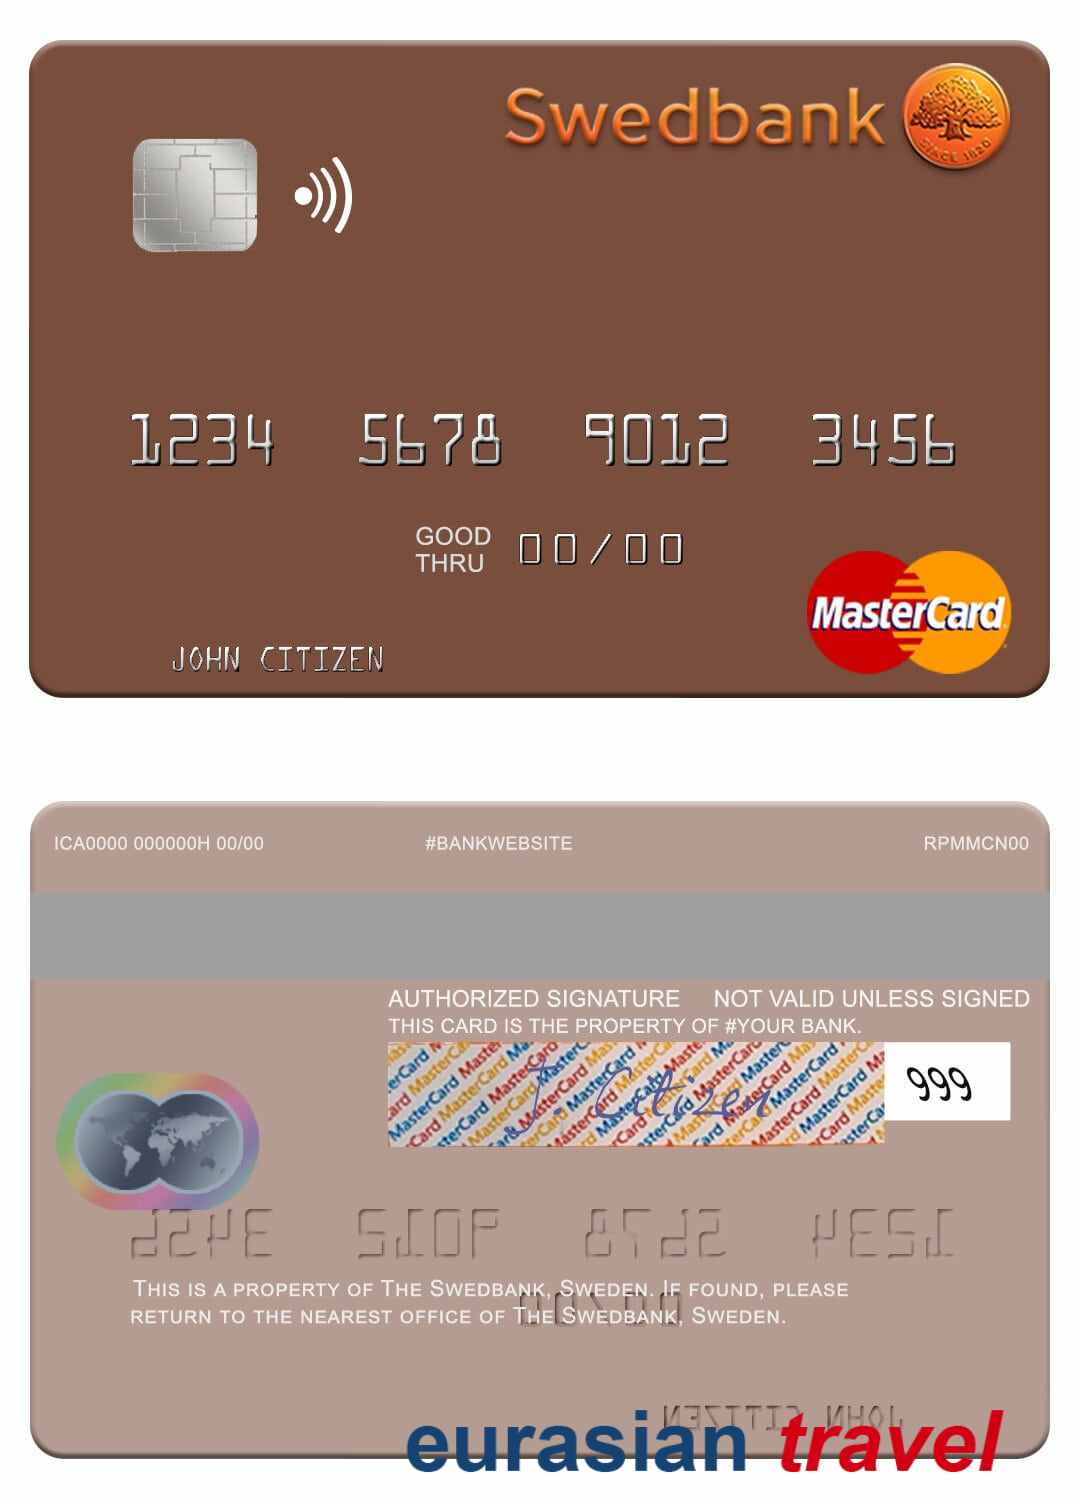 Swedbank
SINCE 1820
1234 5678 9012 3456
GOOD THRU 00/00
MasterCard
JOHN CITIZEN
ICA0000 000000H 00/00 #BANKWEBSITE RPMMCN00
AUTHORIZED SIGNATURE NOT VALID UNLESS SIGNED
THIS CARD IS THE PROPERTY OF #YOUR BANK.
J. Citizen 999
THIS IS A PROPERTY OF THE SWEDBANK, SWEDEN. IF FOUND, PLEASE
RETURN TO THE NEAREST OFFICE OF THE SWEDBANK, SWEDEN.
eurasian travel